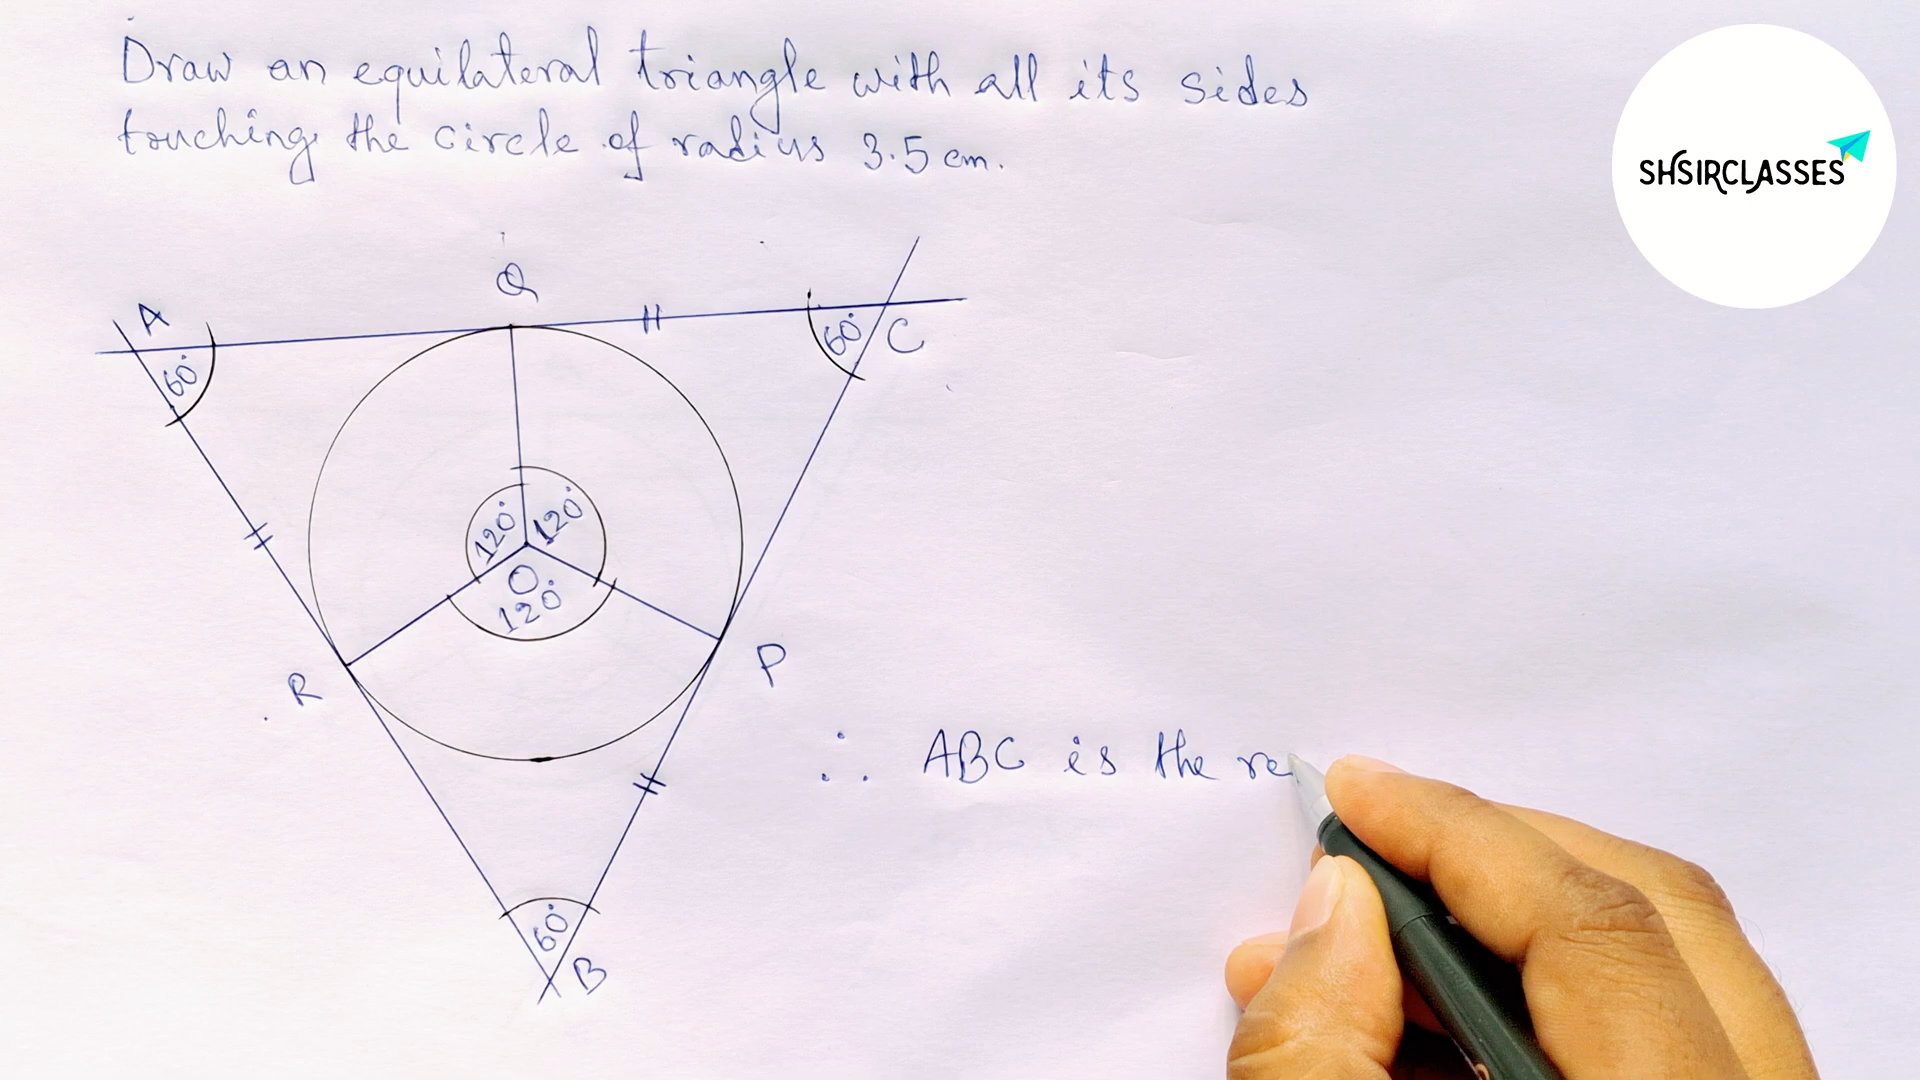 Draw an equilateral triangle with all its sides
touching the circle of radius 3.5 cm.
SHSIRCLASSES
Q
A
60°
60°
C
120°
120°
O
120°
R
P
∴ ABC is the re
60°
B